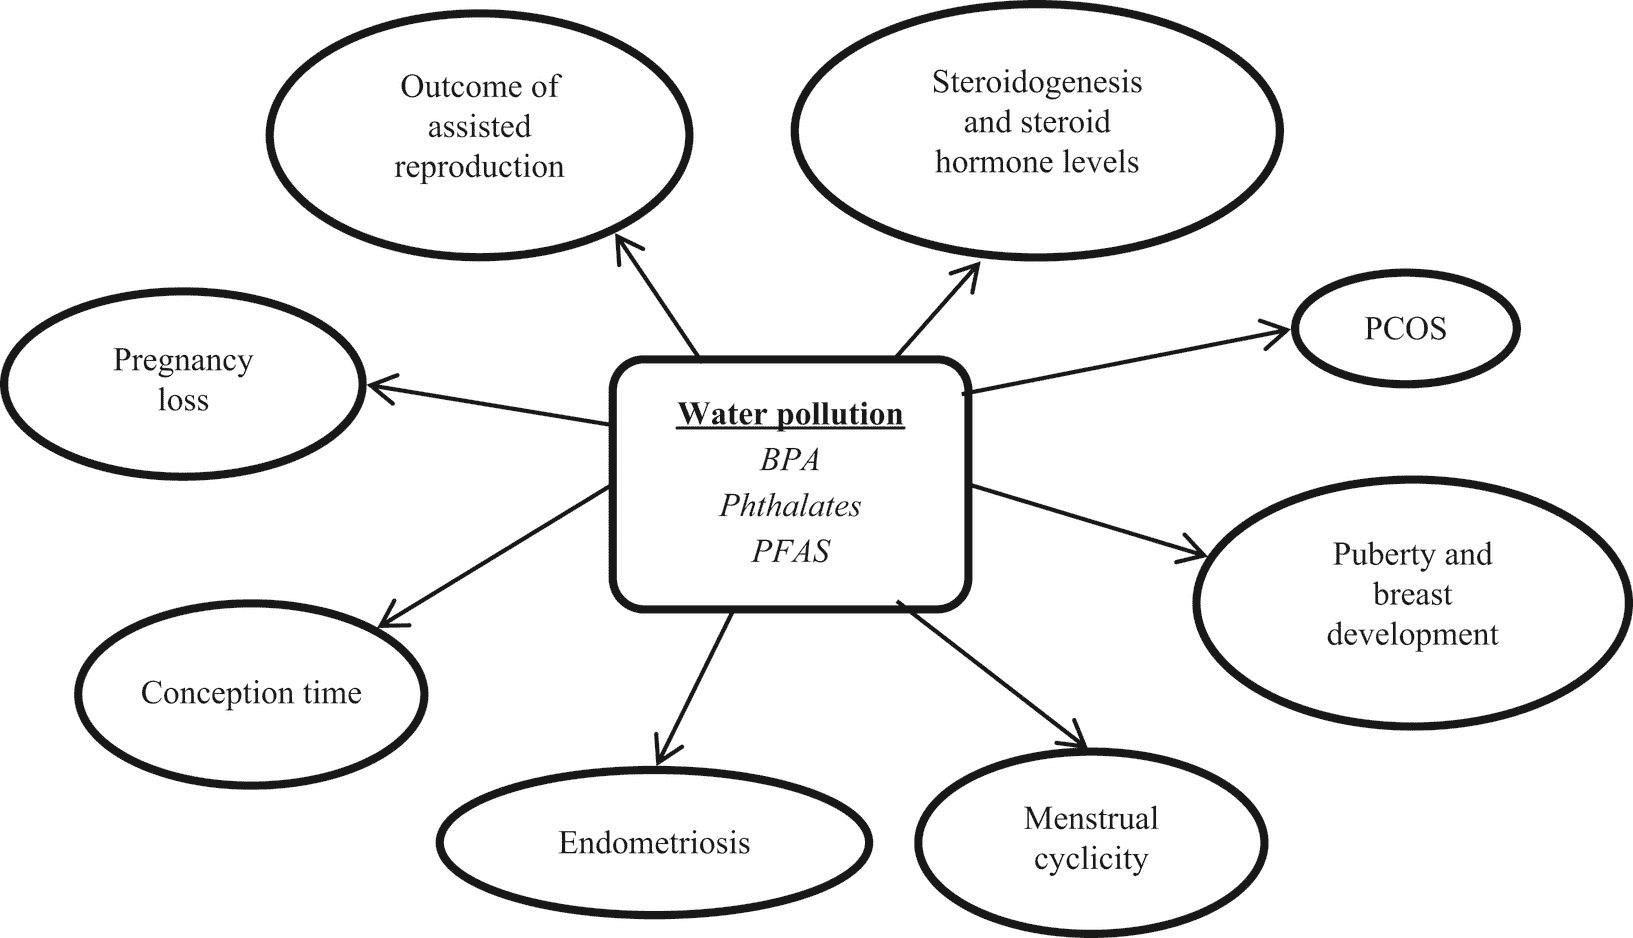 Outcome of
assisted
reproduction
Steroidogenesis
and steroid
hormone levels
PCOS
Pregnancy
loss
Water pollution
BPA
Phthalates
PFAS
Puberty and
breast
development
Conception time
Endometriosis
Menstrual
cyclicity